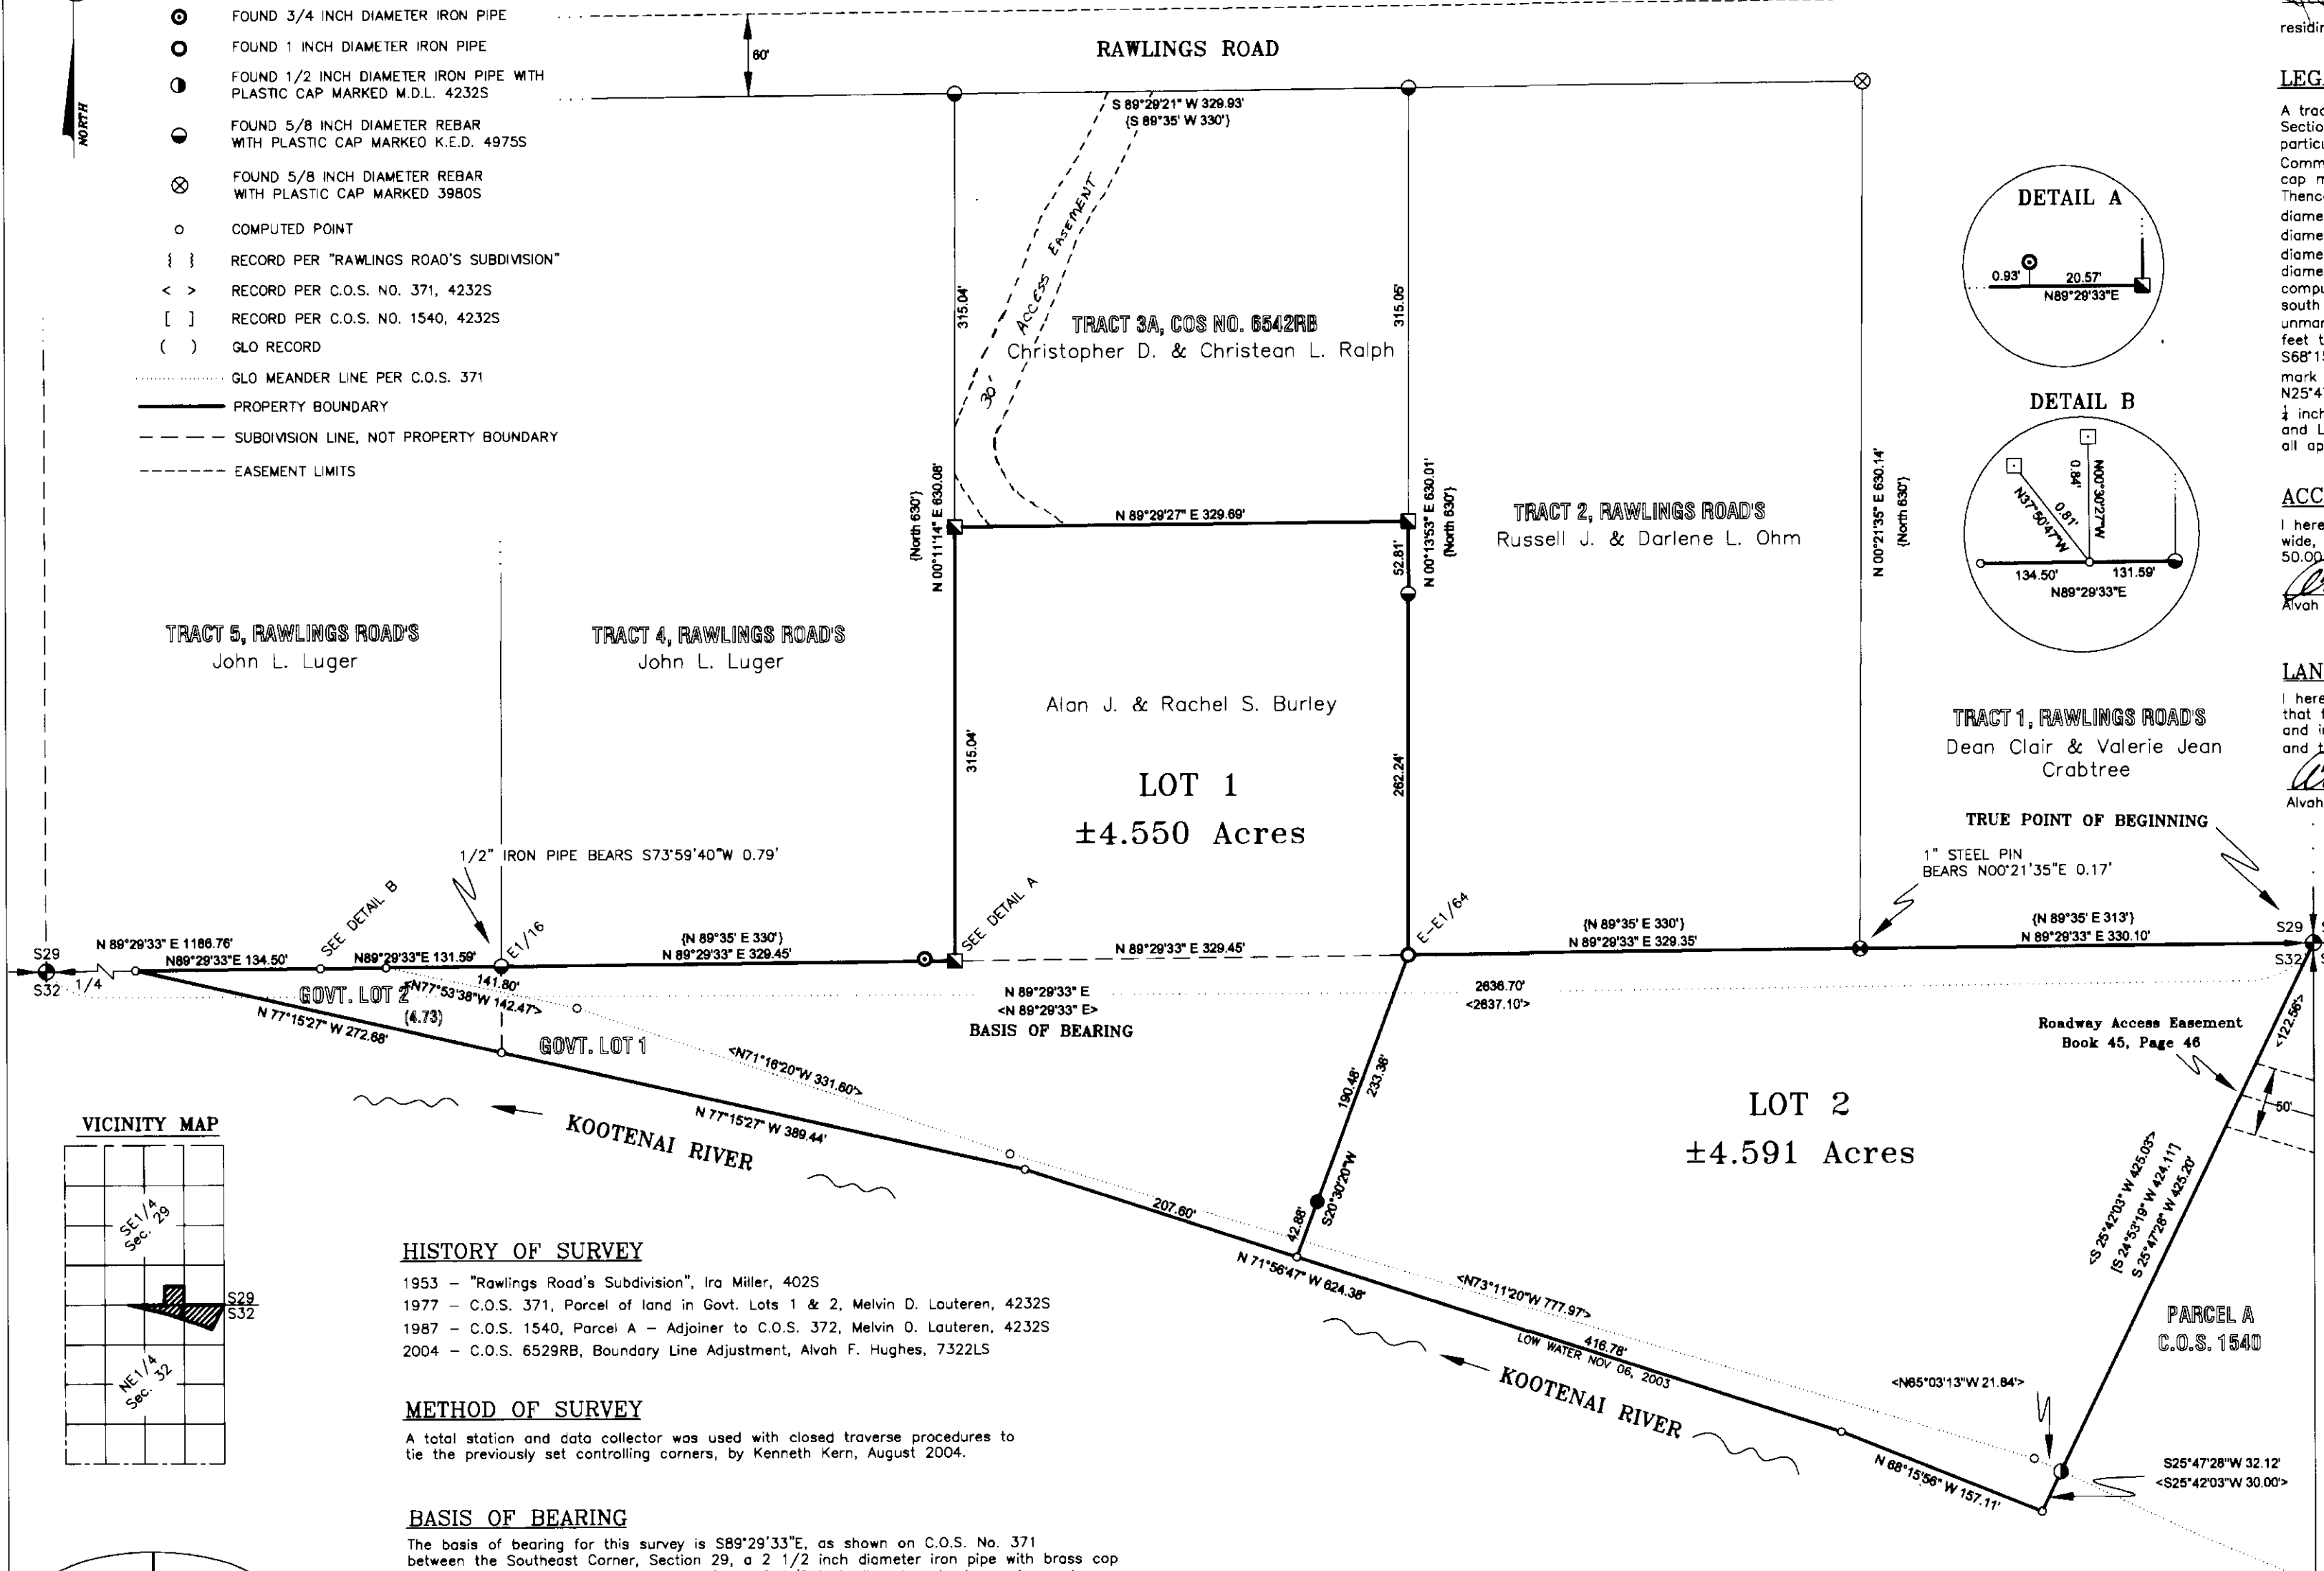 NORTH
FOUND 3/4 INCH DIAMETER IRON PIPE
FOUND 1 INCH DIAMETER IRON PIPE
FOUND 1/2 INCH DIAMETER IRON PIPE WITH
PLASTIC CAP MARKED M.D.L. 4232S
FOUND 5/8 INCH DIAMETER REBAR
WITH PLASTIC CAP MARKED K.E.D. 4975S
FOUND 5/8 INCH DIAMETER REBAR
WITH PLASTIC CAP MARKED 3980S
COMPUTED POINT
{ } RECORD PER "RAWLINGS ROAD'S SUBDIVISION"
< > RECORD PER C.O.S. NO. 371, 4232S
[ ] RECORD PER C.O.S. NO. 1540, 4232S
( ) GLO RECORD
GLO MEANDER LINE PER C.O.S. 371
PROPERTY BOUNDARY
SUBDIVISION LINE, NOT PROPERTY BOUNDARY
EASEMENT LIMITS
60'
RAWLINGS ROAD
S 89°29'21" W 329.93'
{S 89°35' W 330'}
ACCESS EASEMENT
30'
315.04'
315.05'
TRACT 3A, COS NO. 6542RB
Christopher D. & Christean L. Ralph
{North 630'}
N 00°11'14" E 630.08'
N 89°29'27" E 329.69'
52.81'
N 00°13'53" E 630.01'
{North 630'}
TRACT 2, RAWLINGS ROAD'S
Russell J. & Darlene L. Ohm
N 00°21'35" E 630.14'
{North 630'}
DETAIL A
0.93'
20.57'
N89°29'33"E
DETAIL B
N37°50'47"W
0.81'
0.84'
N00°30'27"W
134.50'
131.59'
N89°29'33"E
TRACT 5, RAWLINGS ROAD'S
John L. Luger
TRACT 4, RAWLINGS ROAD'S
John L. Luger
Alan J. & Rachel S. Burley
315.04'
LOT 1
±4.550 Acres
262.24'
TRACT 1, RAWLINGS ROAD'S
Dean Clair & Valerie Jean
Crabtree
TRUE POINT OF BEGINNING
1" STEEL PIN
BEARS N00°21'35"E 0.17'
1/2" IRON PIPE BEARS S73°59'40"W 0.79'
SEE DETAIL B
E1/16
SEE DETAIL A
E-E1/64
S29
S32
1/4
N 89°29'33" E 1186.76'
N89°29'33"E 134.50'
N89°29'33"E 131.59'
{N 89°35' E 330'}
N 89°29'33" E 329.45'
N 89°29'33" E 329.45'
{N 89°35' E 330'}
N 89°29'33" E 329.35'
{N 89°35' E 313'}
N 89°29'33" E 330.10'
S29
S32
GOVT. LOT 2
(4.73)
141.80'
<N77°53'38"W 142.47'>
N 77°15'27" W 272.68'
GOVT. LOT 1
<N71°16'20"W 331.60'>
N 89°29'33" E
<N 89°29'33" E>
BASIS OF BEARING
2636.70'
<2637.10'>
N 77°15'27" W 389.44'
KOOTENAI RIVER
190.48'
233.36'
S20°30'20"W
42.88'
207.60'
Roadway Access Easement
Book 45, Page 46
<122.56'>
50'
LOT 2
±4.591 Acres
<S 25°42'03" W 425.03'>
[S 24°53'19" W 424.11']
S 25°47'28" W 425.20'
N 71°56'47" W 624.38'
<N73°11'20"W 777.97'>
416.78'
LOW WATER NOV 06, 2003
KOOTENAI RIVER
PARCEL A
C.O.S. 1540
<N65°03'13"W 21.84'>
N 68°15'56" W 157.11'
S25°47'28"W 32.12'
<S25°42'03"W 30.00'>
VICINITY MAP
SE1/4
Sec. 29
S29
S32
NE1/4
Sec. 32
HISTORY OF SURVEY
1953 - "Rawlings Road's Subdivision", Ira Miller, 402S
1977 - C.O.S. 371, Parcel of land in Govt. Lots 1 & 2, Melvin D. Lauteren, 4232S
1987 - C.O.S. 1540, Parcel A - Adjoiner to C.O.S. 372, Melvin D. Lauteren, 4232S
2004 - C.O.S. 6529RB, Boundary Line Adjustment, Alvah F. Hughes, 7322LS
METHOD OF SURVEY
A total station and data collector was used with closed traverse procedures to
tie the previously set controlling corners, by Kenneth Kern, August 2004.
BASIS OF BEARING
The basis of bearing for this survey is S89°29'33"E, as shown on C.O.S. No. 371
between the Southeast Corner, Section 29, a 2 1/2 inch diameter iron pipe with brass cap
A
cap
feet
mark
inch
and
I
wide,
50.00
Alvah
I
and
and
Alvah